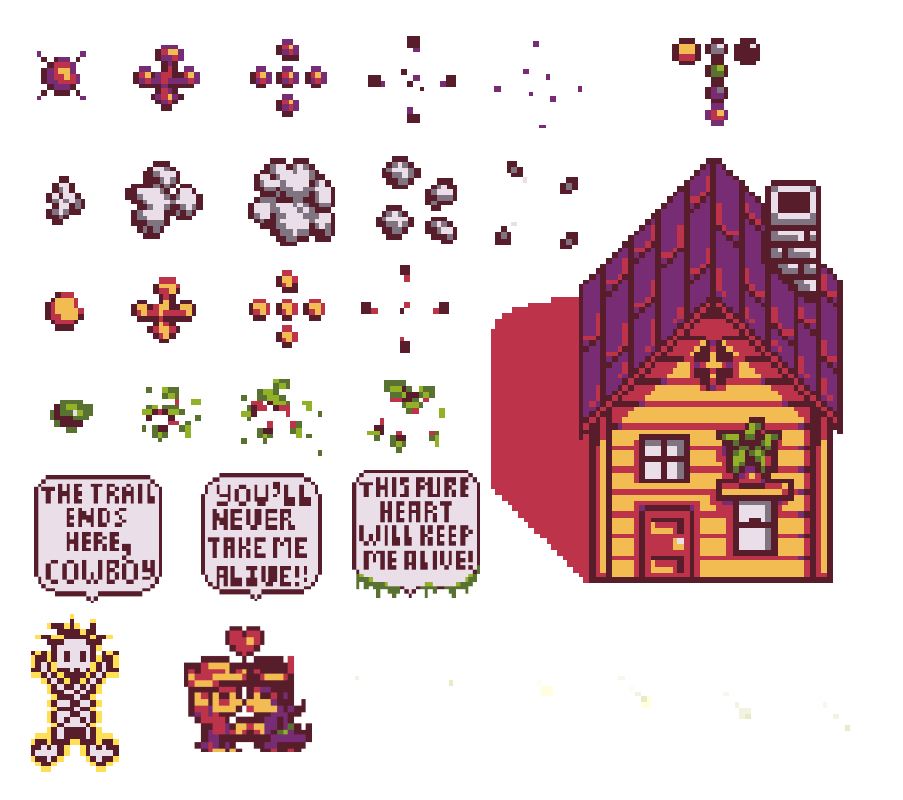 THE TRAIL
ENDS
HERE,
COWBOY
YOU'LL
NEVER
TAKE ME
ALIVE!!
THIS PURE
HEART
WILL KEEP
ME ALIVE!